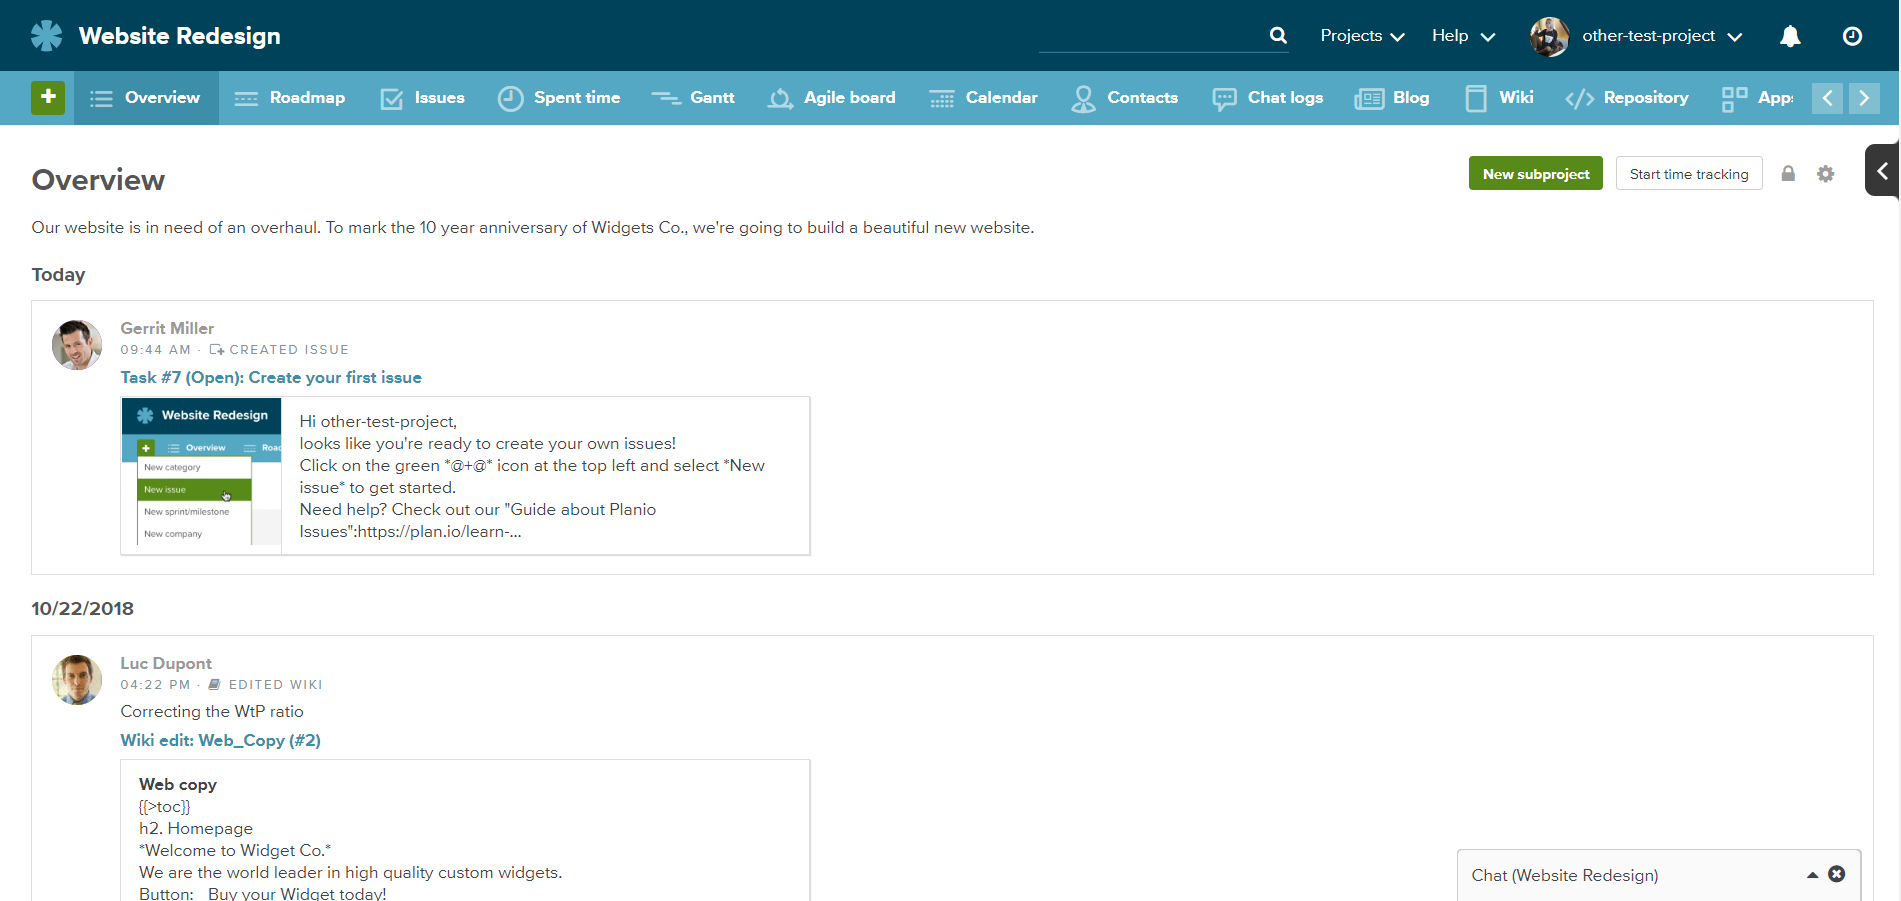 Website Redesign
Projects
Help
other-test-project
+
Overview
Roadmap
Issues
Spent time
Gantt
Agile board
Calendar
Contacts
Chat logs
Blog
Wiki
Repository
Apps
Overview
New subproject
Start time tracking
Our website is in need of an overhaul. To mark the 10 year anniversary of Widgets Co., we're going to build a beautiful new website.
Today
Gerrit Miller
09:44 AM · CREATED ISSUE
Task #7 (Open): Create your first issue
Website Redesign
+
Overview
Road
New category
New issue
New sprint/milestone
New company
Hi other-test-project,
looks like you're ready to create your own issues!
Click on the green *@+@* icon at the top left and select *New
issue* to get started.
Need help? Check out our "Guide about Planio
Issues":https://plan.io/learn-...
10/22/2018
Luc Dupont
04:22 PM · EDITED WIKI
Correcting the WtP ratio
Wiki edit: Web_Copy (#2)
Web copy
{{>toc}}
h2. Homepage
*Welcome to Widget Co.*
We are the world leader in high quality custom widgets.
Button: Buy your Widget today!
Chat (Website Redesign)